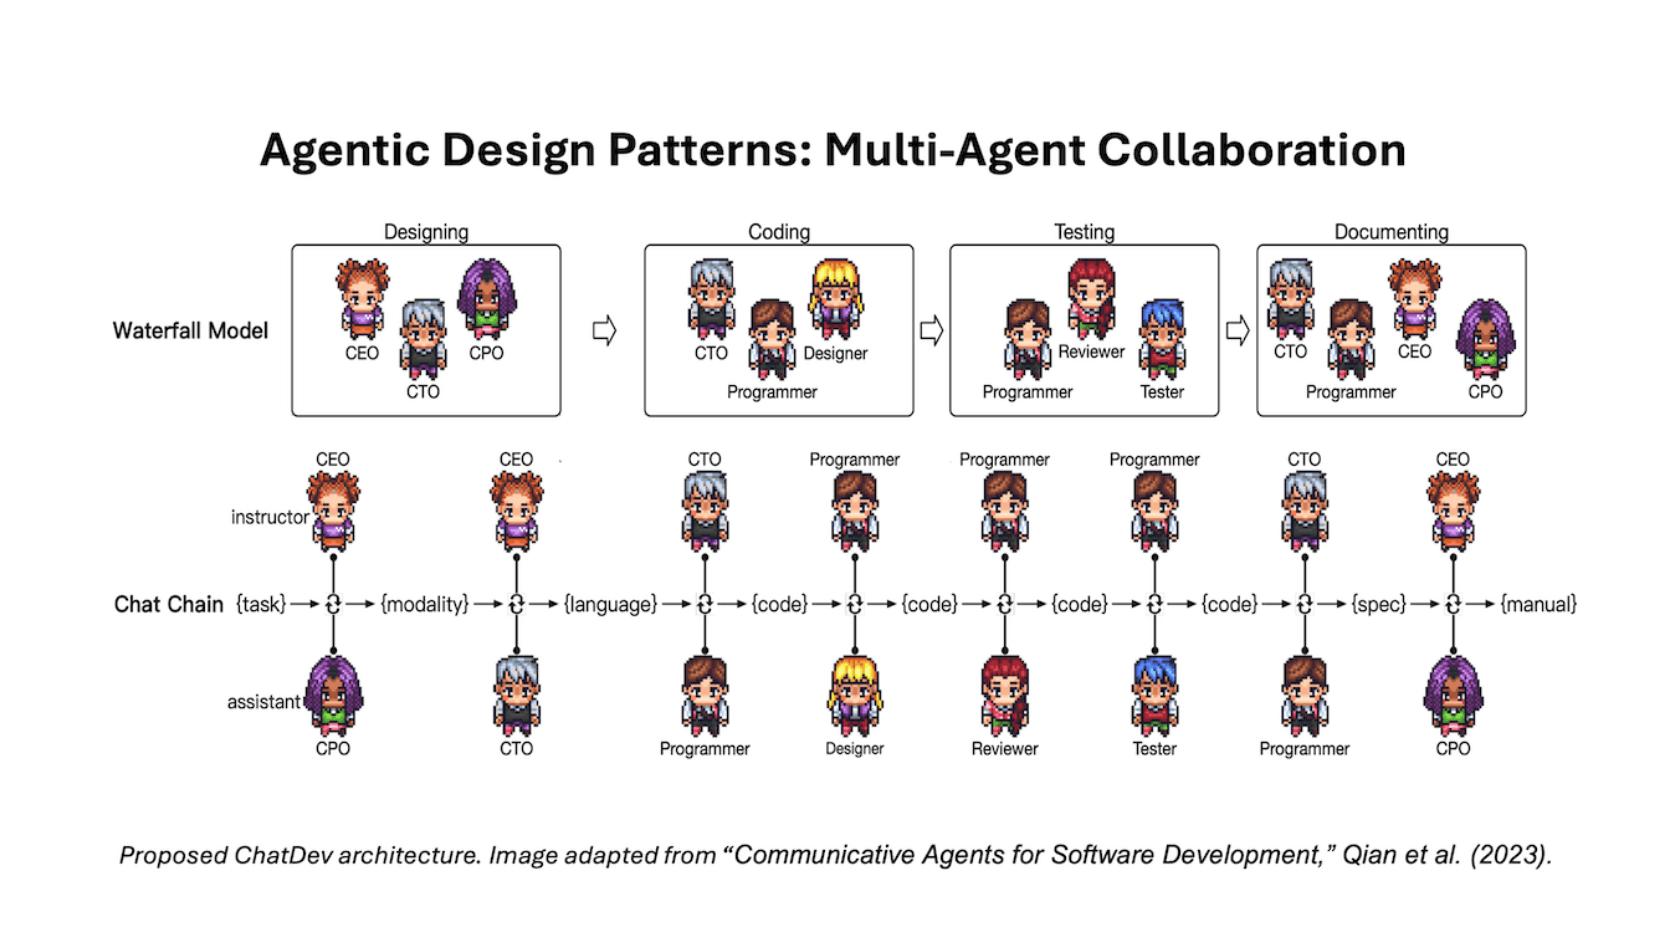 Agentic Design Patterns: Multi-Agent Collaboration
Designing
Coding
Testing
Documenting
Waterfall Model
CEO
CPO
CTO
CTO
Designer
Programmer
Reviewer
Programmer
Tester
CTO
CEO
Programmer
CPO
CEO
CEO
CTO
Programmer
Programmer
Programmer
CTO
CEO
instructor
Chat Chain {task} {modality} {language} {code} {code} {code} {code} {spec} {manual}
assistant
CPO
CTO
Programmer
Designer
Reviewer
Tester
Programmer
CPO
Proposed ChatDev architecture. Image adapted from “Communicative Agents for Software Development,” Qian et al. (2023).